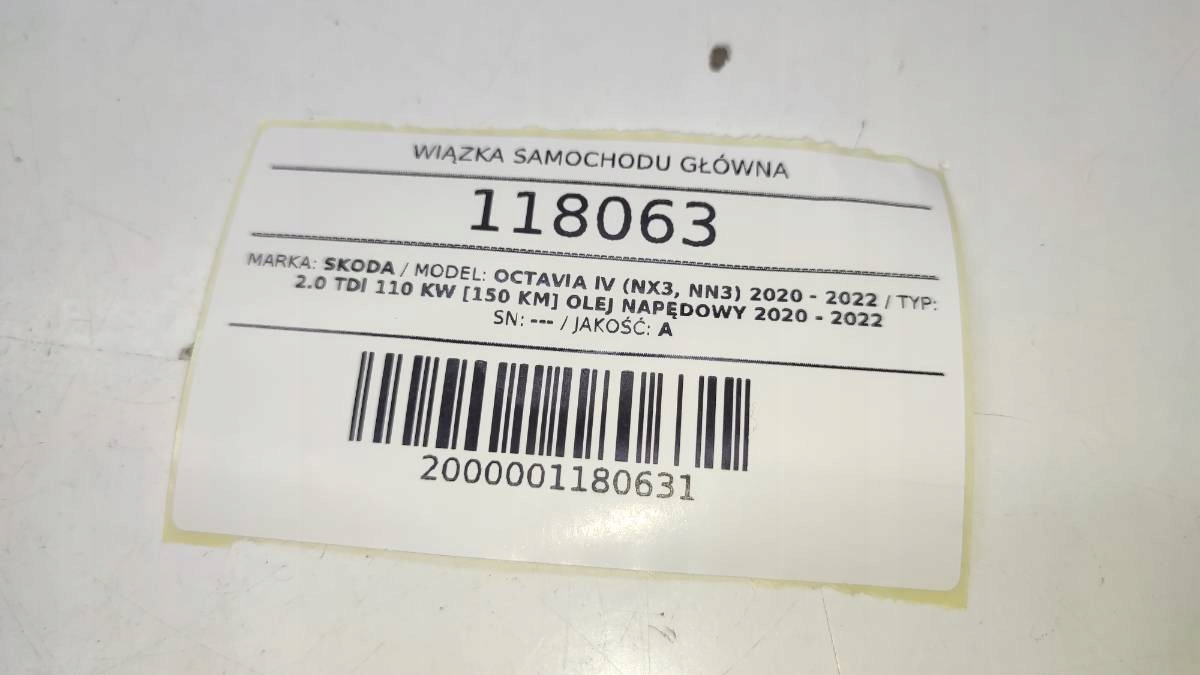 WIĄZKA SAMOCHODU GŁÓWNA
118063
MARKA: SKODA / MODEL: OCTAVIA IV (NX3, NN3) 2020 - 2022 / TYP:
2.0 TDI 110 KW [150 KM] OLEJ NAPĘDOWY 2020 - 2022
SN: --- / JAKOŚĆ: A
2000001180631